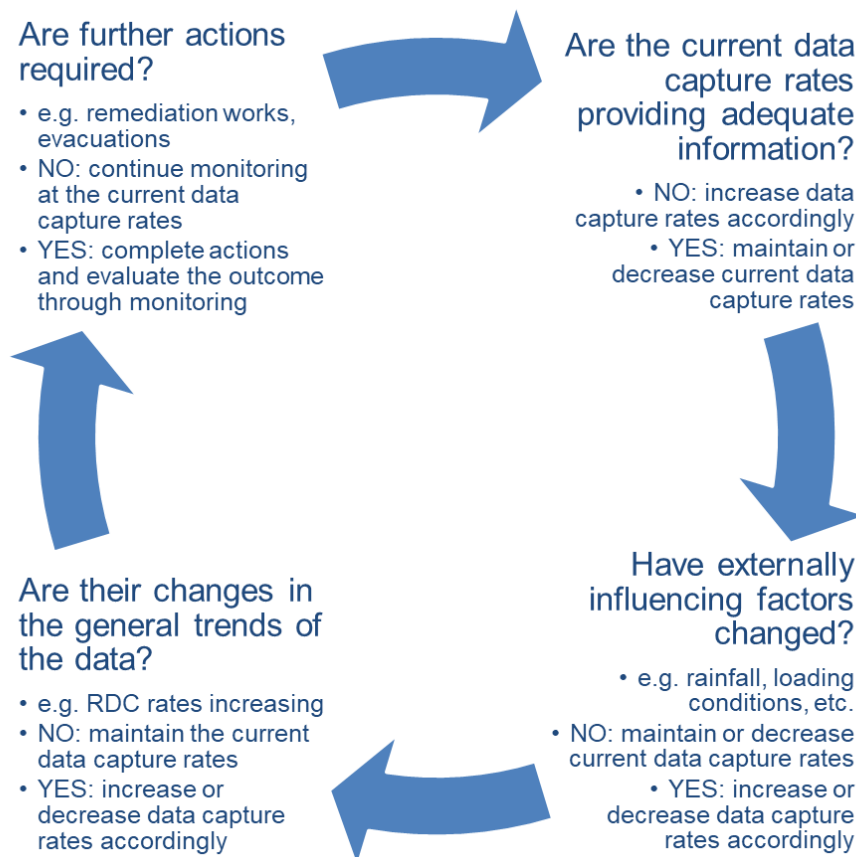 Are further actions
required?
• e.g. remediation works,
evacuations
• NO: continue monitoring
at the current data
capture rates
• YES: complete actions
and evaluate the outcome
through monitoring
Are the current data
capture rates
providing adequate
information?
• NO: increase data
capture rates accordingly
• YES: maintain or
decrease current data
capture rates
Have externally
influencing factors
changed?
• e.g. rainfall, loading
conditions, etc.
• NO: maintain or decrease
current data capture rates
• YES: increase or
decrease data capture
rates accordingly
Are their changes in
the general trends of
the data?
• e.g. RDC rates increasing
• NO: maintain the current
data capture rates
• YES: increase or
decrease data capture
rates accordingly